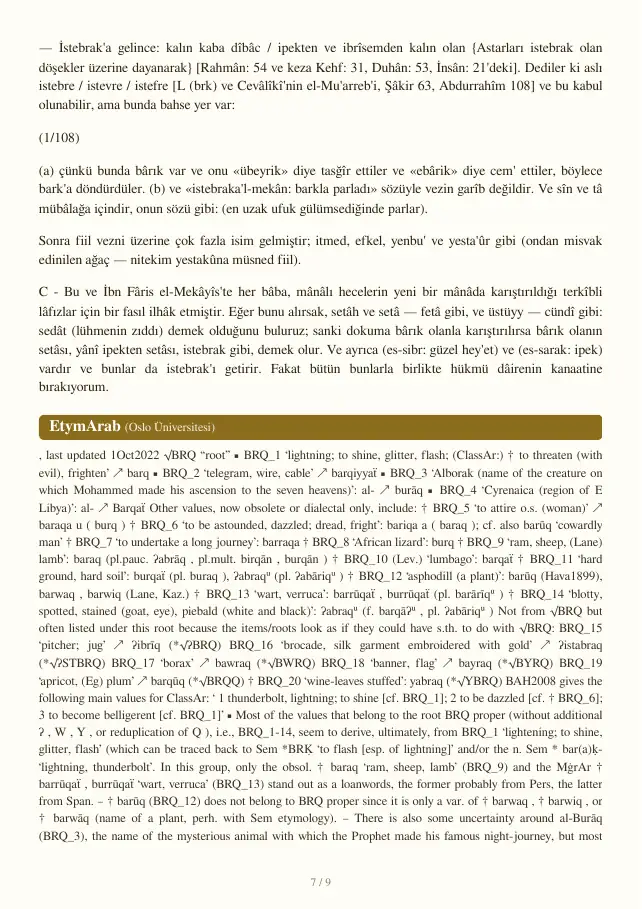 — İstebrak'a gelince: kalın kaba dîbâc / ipekten ve ibrîsemden kalın olan {Astarları istebrak olan
döşekler üzerine dayanarak} [Rahmân: 54 ve keza Kehf: 31, Duhân: 53, İnsân: 21'deki]. Dediler ki aslı
istebre / istevre / istefre [L (brk) ve Cevâlîkî'nin el-Mu'arreb'i, Şâkir 63, Abdurrahîm 108] ve bu kabul
olunabilir, ama bunda bahse yer var:
(1/108)
(a) çünkü bunda bârık var ve onu «übeyrik» diye tasğîr ettiler ve «ebârik» diye cem' ettiler, böylece
bark'a döndürdüler. (b) ve «istebraka'l-mekân: barkla parladı» sözüyle vezin garîb değildir. Ve sîn ve tâ
mübâlağa içindir, onun sözü gibi: (en uzak ufuk gülümsediğinde parlar).
Sonra fiil vezni üzerine çok fazla isim gelmiştir; itmed, efkel, yenbu' ve yesta'ûr gibi (ondan misvak
edinilen ağaç — nitekim yestakûna müsned fiil).
C - Bu ve İbn Fâris el-Mekâyîs'te her bâba, mânâlı hecelerin yeni bir mânâda karıştırıldığı terkîbli
lâfızlar için bir fasıl ilhâk etmiştir. Eğer bunu alırsak, setâh ve setâ — fetâ gibi, ve üstüyy — cündî gibi:
sedât (lühmenin zıddı) demek olduğunu buluruz; sanki dokuma bârık olanla karıştırılırsa bârık olanın
setâsı, yânî ipekten setâsı, istebrak gibi, demek olur. Ve ayrıca (es-sibr: güzel hey'et) ve (es-sarak: ipek)
vardır ve bunlar da istebrak'ı getirir. Fakat bütün bunlarla birlikte hükmü dâirenin kanaatine
bırakıyorum.
EtymArab (Oslo Üniversitesi)
, last updated 1Oct2022 √BRQ “root” ▪ BRQ_1 ‘lightning; to shine, glitter, flash; (ClassAr:) † to threaten (with
evil), frighten’ ↗ barq ▪ BRQ_2 ‘telegram, wire, cable’ ↗ barqiyyaẗ ▪ BRQ_3 ‘Alborak (name of the creature on
which Mohammed made his ascension to the seven heavens)’: al- ↗ burāq ▪ BRQ_4 ‘Cyrenaica (region of E
Libya)’: al- ↗ Barqaẗ Other values, now obsolete or dialectal only, include: † BRQ_5 ‘to attire o.s. (woman)’ ↗
baraqa u ( burq ) † BRQ_6 ‘to be astounded, dazzled; dread, fright’: bariqa a ( baraq ); cf. also barūq ‘cowardly
man’ † BRQ_7 ‘to undertake a long journey’: barraqa † BRQ_8 ‘African lizard’: burq † BRQ_9 ‘ram, sheep, (Lane)
lamb’: baraq (pl.pauc. ʔabrāq , pl.mult. birqān , burqān ) † BRQ_10 (Lev.) ‘lumbago’: barqaẗ † BRQ_11 ‘hard
ground, hard soil’: burqaẗ (pl. buraq ), ʔabraqᵘ (pl. ʔabāriqᵘ ) † BRQ_12 ‘asphodill (a plant)’: barūq (Hava1899),
barwaq , barwiq (Lane, Kaz.) † BRQ_13 ‘wart, verruca’: barrūqaẗ , burrūqaẗ (pl. barārīqᵘ ) † BRQ_14 ‘blotty,
spotted, stained (goat, eye), piebald (white and black)’: ʔabraqᵘ (f. barqāʔᵘ , pl. ʔabāriqᵘ ) Not from √BRQ but
often listed under this root because the items/roots look as if they could have s.th. to do with √BRQ: BRQ_15
‘pitcher; jug’ ↗ ʔibrīq (*√ʔBRQ) BRQ_16 ‘brocade, silk garment embroidered with gold’ ↗ ʔistabraq
(*√ʔSTBRQ) BRQ_17 ‘borax’ ↗ bawraq (*√BWRQ) BRQ_18 ‘banner, flag’ ↗ bayraq (*√BYRQ) BRQ_19
‘apricot, (Eg) plum’ ↗ barqūq (*√BRQQ) † BRQ_20 ‘wine-leaves stuffed’: yabraq (*√YBRQ) BAH2008 gives the
following main values for ClassAr: ‘ 1 thunderbolt, lightning; to shine [cf. BRQ_1]; 2 to be dazzled [cf. † BRQ_6];
3 to become belligerent [cf. BRQ_1]’ ▪ Most of the values that belong to the root BRQ proper (without additional
ʔ , W , Y , or reduplication of Q ), i.e., BRQ_1-14, seem to derive, ultimately, from BRQ_1 ‘lightening; to shine,
glitter, flash’ (which can be traced back to Sem *BRK ‘to flash [esp. of lightning]’ and/or the n. Sem * bar(a)ḳ-
‘lightning, thunderbolt’. In this group, only the obsol. † baraq ‘ram, sheep, lamb’ (BRQ_9) and the MġrAr †
barrūqaẗ , burrūqaẗ ‘wart, verruca’ (BRQ_13) stand out as a loanwords, the former probably from Pers, the latter
from Span. – † barūq (BRQ_12) does not belong to BRQ proper since it is only a var. of † barwaq , † barwiq , or
† barwāq (name of a plant, perh. with Sem etymology). – There is also some uncertainty around al-Burāq
(BRQ_3), the name of the mysterious animal with which the Prophet made his famous night-journey, but most
7 / 9